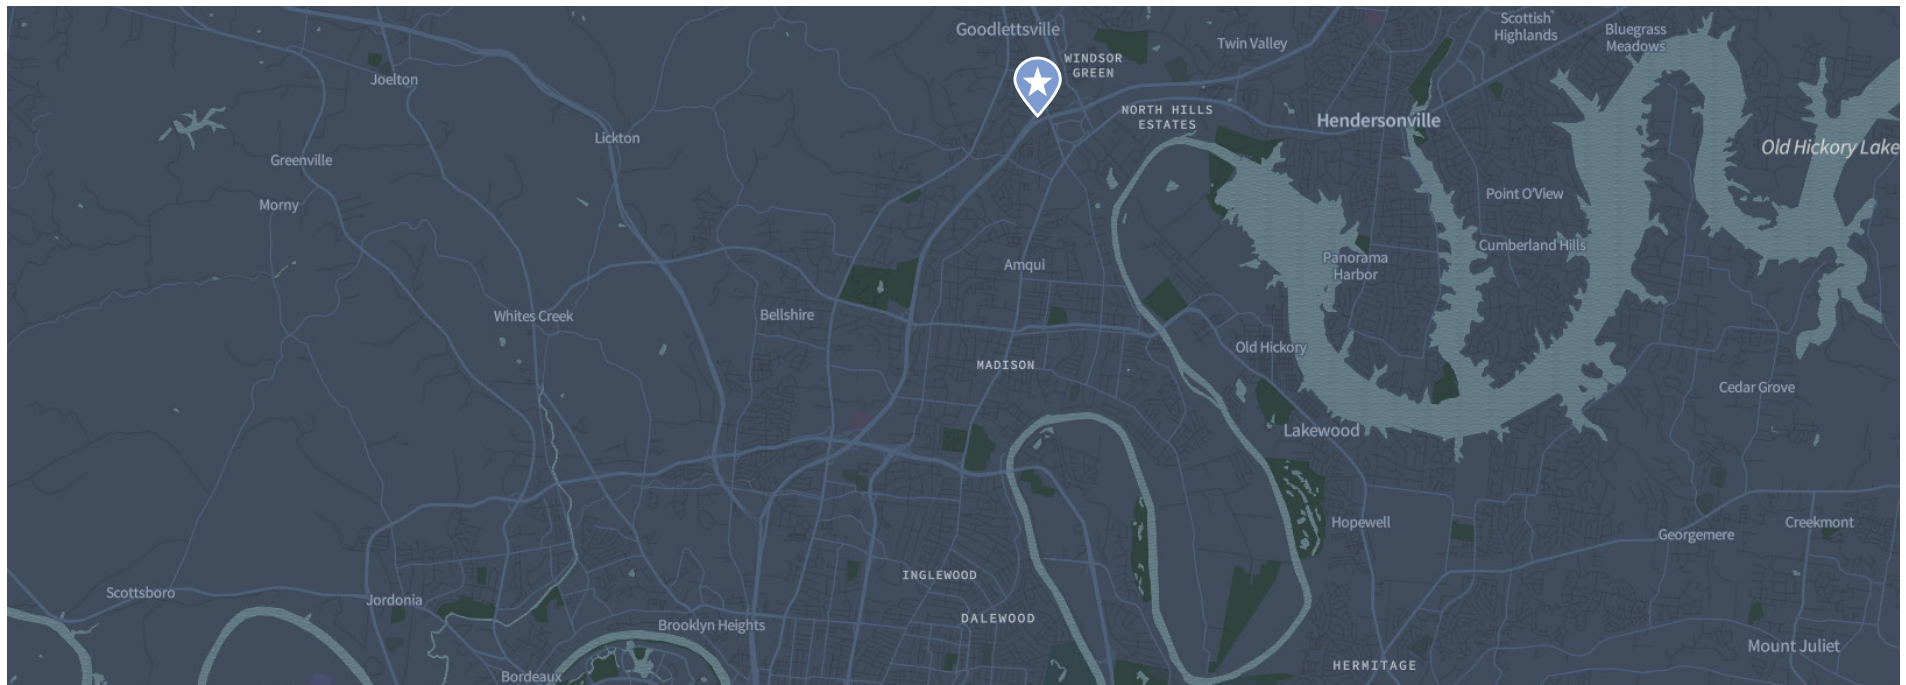 Goodlettsville
Scottish
Highlands
Bluegrass
Meadows
Twin Valley
WINDSOR
GREEN
Joelton
NORTH HILLS
ESTATES
Hendersonville
Lickton
Old Hickory Lake
Greenville
Point O'View
Morny
Cumberland Hills
Panorama
Harbor
Amqui
Whites Creek
Bellshire
Old Hickory
MADISON
Cedar Grove
Lakewood
Hopewell
Creekmont
Georgemere
INGLEWOOD
Scottsboro
Jordonia
DALEWOOD
Brooklyn Heights
Mount Juliet
HERMITAGE
Bordeaux